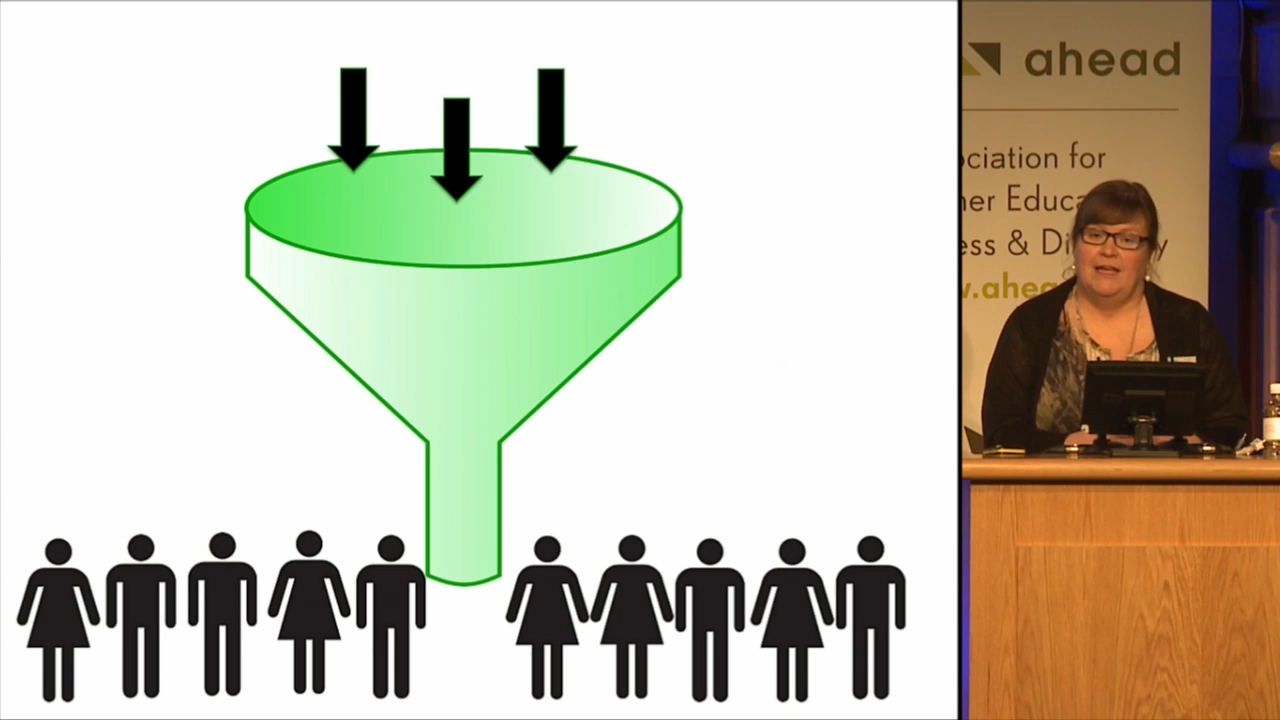 ahead
ociation for
her Educa
ess & Di y
w.ahea